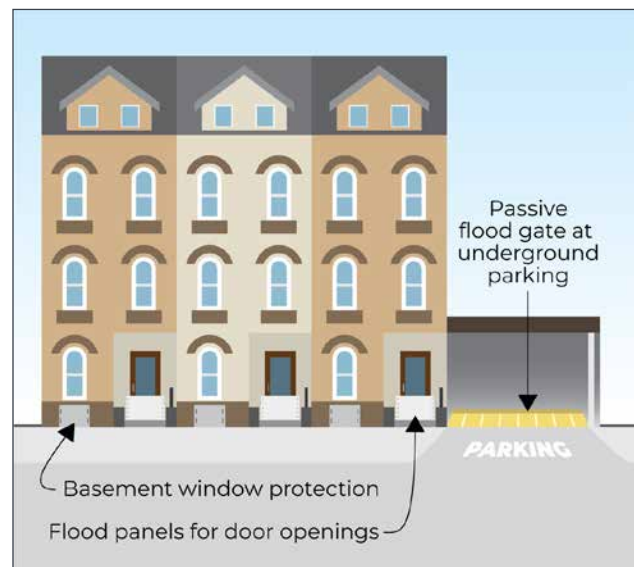 Passive
flood gate at
underground
parking
PARKING
Basement window protection
Flood panels for door openings